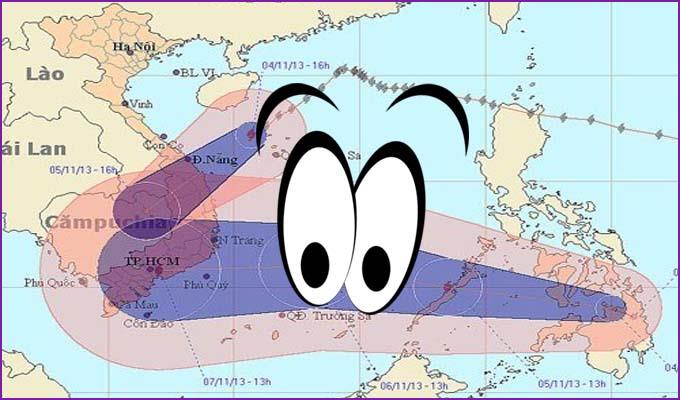 Hà Nội
04/11/13 - 16h
BL VI
Lào
Vinh
Cồn Cỏ
ái Lan
Đ.Nẵng
Sa
05/11/13 - 16h
Cămpuchia
N Trang
TP.HCM
Phú Quốc
Phú Quý
Cà Mau
Côn Đảo
QĐ. Trường Sa
07/11/13 - 13h
06/11/13 - 13h
05/11/13 - 13h
04/